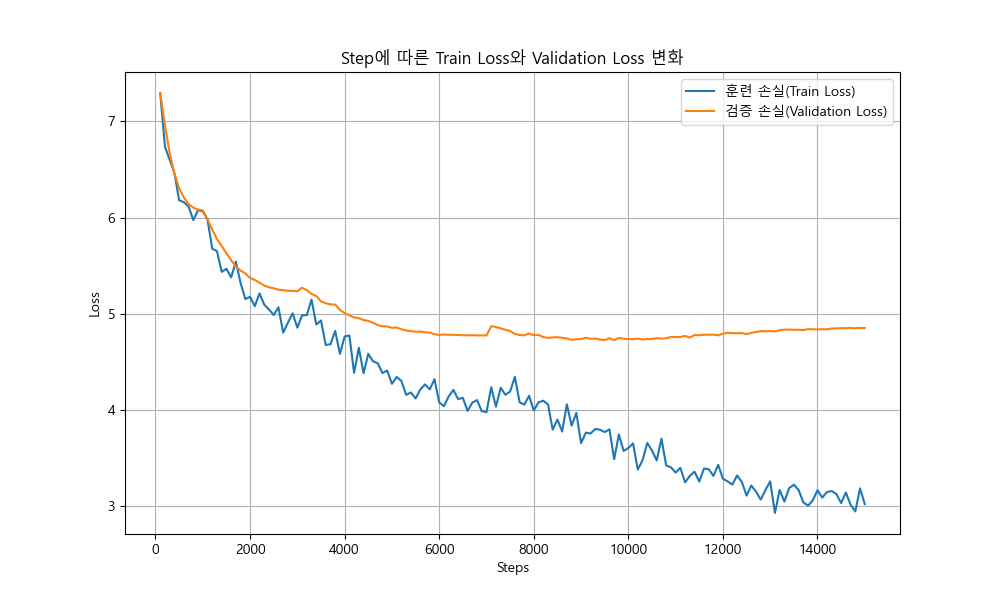 Step에 따른 Train Loss와 Validation Loss 변화
훈련 손실(Train Loss)
검증 손실(Validation Loss)
7
6
5
4
3
Loss
0 2000 4000 6000 8000 10000 12000 14000
Steps